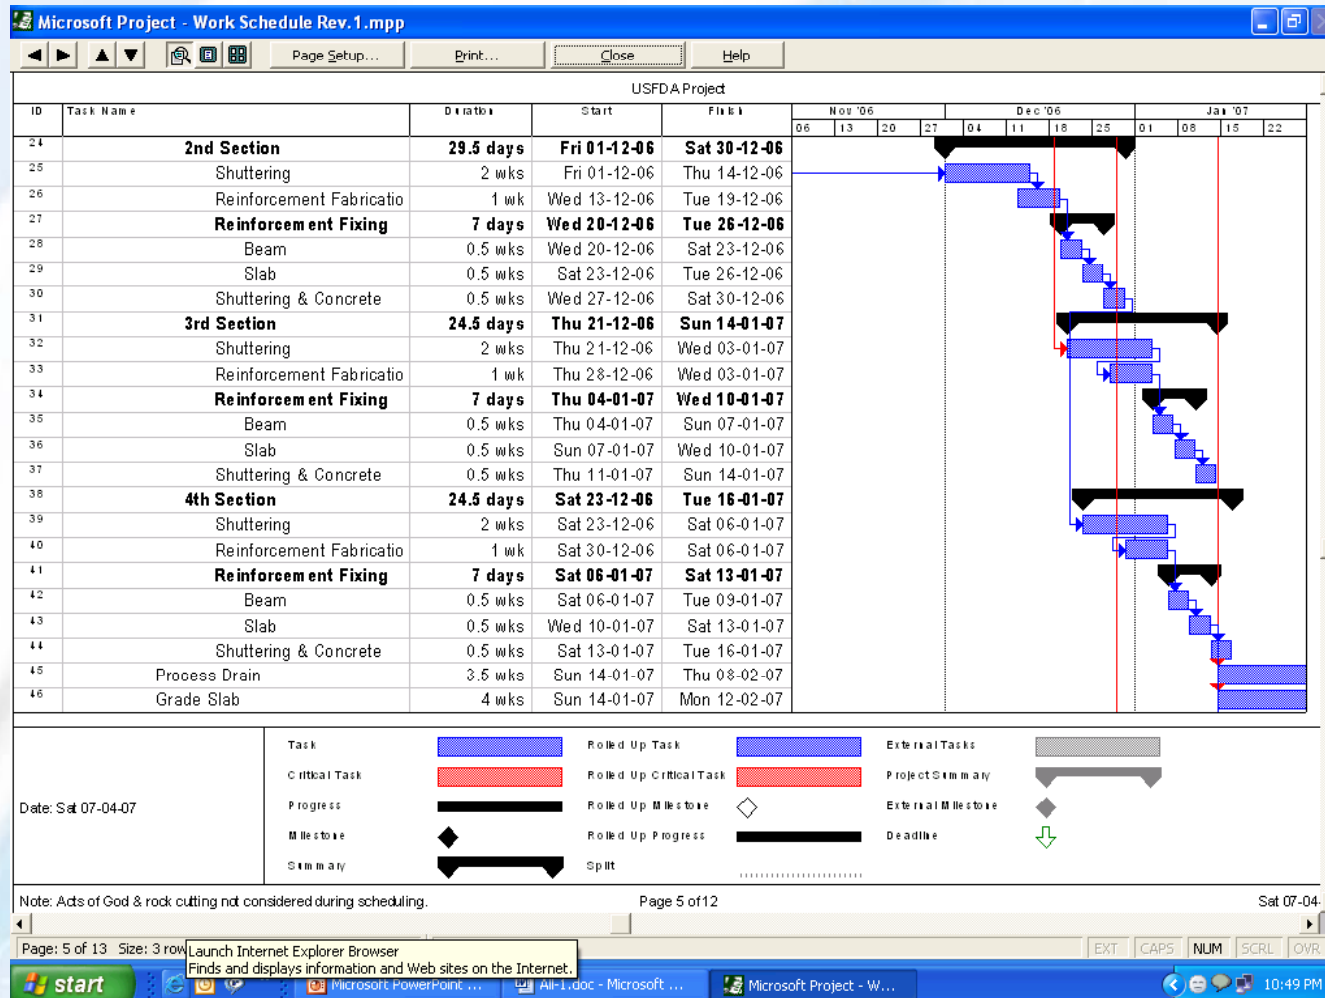 Microsoft Project - Work Schedule Rev.1.mpp
Page Setup... Print... Close Help
USFDA Project
ID Task Name Duration Start Finish Nov '06 Dec '06 Jan '07
06 13 20 27 04 11 18 25 01 08 15 22
24 2nd Section 29.5 days Fri 01-12-06 Sat 30-12-06
25 Shuttering 2 wks Fri 01-12-06 Thu 14-12-06
26 Reinforcement Fabricatio 1 wk Wed 13-12-06 Tue 19-12-06
27 Reinforcement Fixing 7 days Wed 20-12-06 Tue 26-12-06
28 Beam 0.5 wks Wed 20-12-06 Sat 23-12-06
29 Slab 0.5 wks Sat 23-12-06 Tue 26-12-06
30 Shuttering & Concrete 0.5 wks Wed 27-12-06 Sat 30-12-06
31 3rd Section 24.5 days Thu 21-12-06 Sun 14-01-07
32 Shuttering 2 wks Thu 21-12-06 Wed 03-01-07
33 Reinforcement Fabricatio 1 wk Thu 28-12-06 Wed 03-01-07
34 Reinforcement Fixing 7 days Thu 04-01-07 Wed 10-01-07
35 Beam 0.5 wks Thu 04-01-07 Sun 07-01-07
36 Slab 0.5 wks Sun 07-01-07 Wed 10-01-07
37 Shuttering & Concrete 0.5 wks Thu 11-01-07 Sun 14-01-07
38 4th Section 24.5 days Sat 23-12-06 Tue 16-01-07
39 Shuttering 2 wks Sat 23-12-06 Sat 06-01-07
40 Reinforcement Fabricatio 1 wk Sat 30-12-06 Sat 06-01-07
41 Reinforcement Fixing 7 days Sat 06-01-07 Sat 13-01-07
42 Beam 0.5 wks Sat 06-01-07 Tue 09-01-07
43 Slab 0.5 wks Wed 10-01-07 Sat 13-01-07
44 Shuttering & Concrete 0.5 wks Sat 13-01-07 Tue 16-01-07
45 Process Drain 3.5 wks Sun 14-01-07 Thu 08-02-07
46 Grade Slab 4 wks Sun 14-01-07 Mon 12-02-07
Task Rolled Up Task External Tasks
Critical Task Rolled Up Critical Task Project Summary
Date: Sat 07-04-07 Progress Rolled Up Milestone External Milestone
Milestone Rolled Up Progress Deadline
Summary Split
Note: Acts of God & rock cutting not considered during scheduling. Page 5 of 12 Sat 07-04-
Page: 5 of 13 Size: 3 row EXT CAPS NUM SCRL OVR
Launch Internet Explorer Browser
Finds and displays information and Web sites on the Internet.
start Microsoft PowerPoint ... All-1.doc - Microsoft ... Microsoft Project - W... 10:49 PM